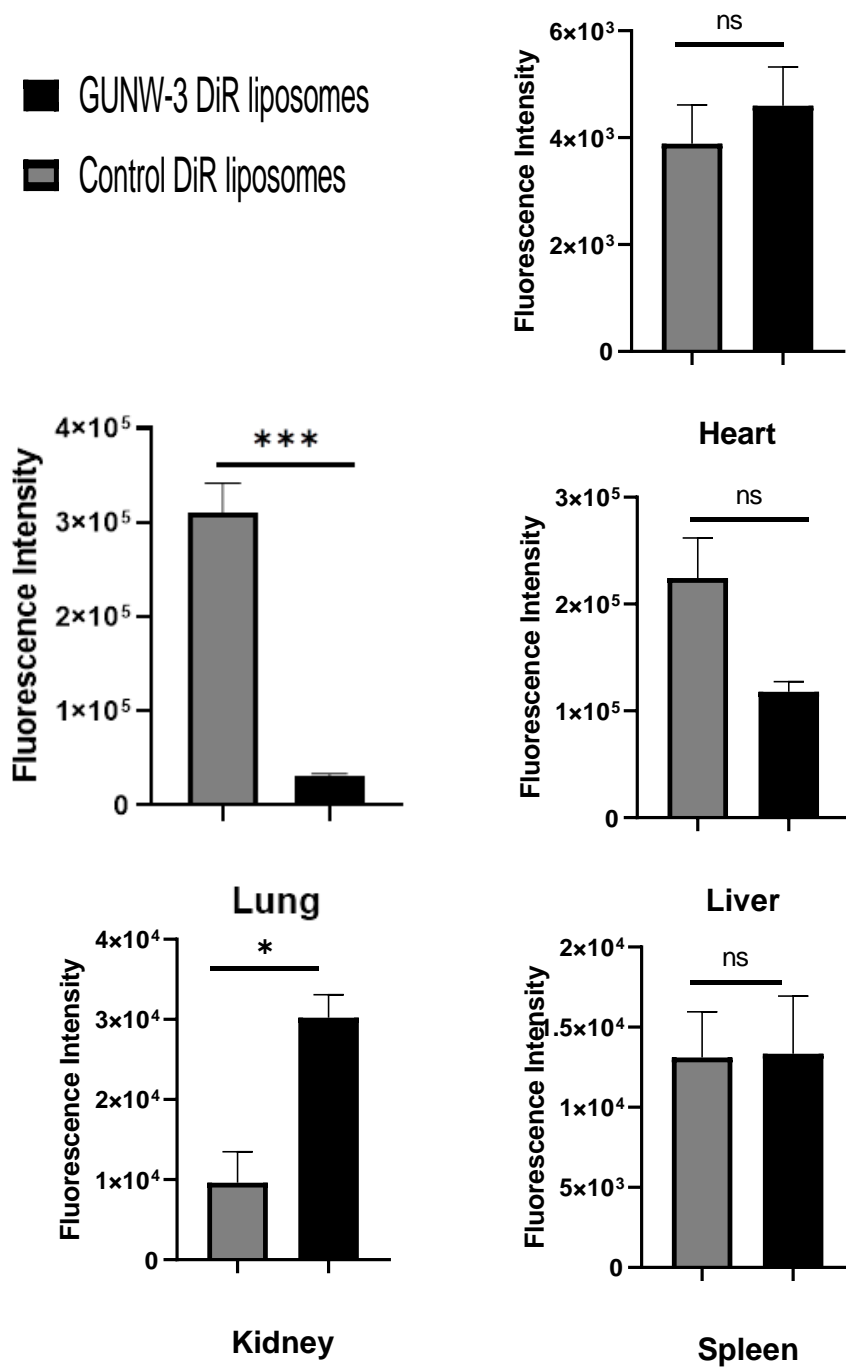 GUNW-3 DiR liposomes
Control DiR liposomes
Fluorescence Intensity
6×10³
4×10³
2×10³
0
ns
Heart
Fluorescence Intensity
4×10⁵
3×10⁵
2×10⁵
1×10⁵
0
***
Lung
Fluorescence Intensity
3×10⁵
2×10⁵
1×10⁵
0
ns
Liver
Fluorescence Intensity
4×10⁴
3×10⁴
2×10⁴
1×10⁴
0
*
Kidney
Fluorescence Intensity
2×10⁴
1.5×10⁴
1×10⁴
5×10³
0
ns
Spleen